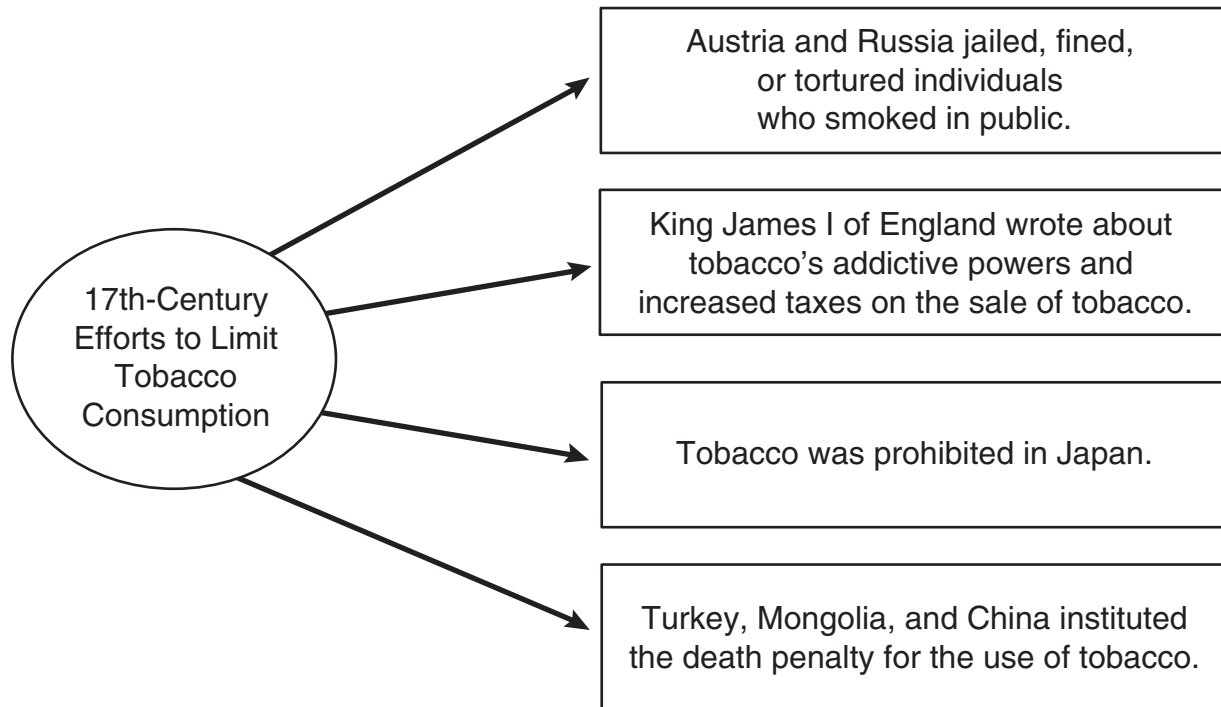 17th-Century
Efforts to Limit
Tobacco
Consumption
Austria and Russia jailed, fined,
or tortured individuals
who smoked in public.
King James I of England wrote about
tobacco’s addictive powers and
increased taxes on the sale of tobacco.
Tobacco was prohibited in Japan.
Turkey, Mongolia, and China instituted
the death penalty for the use of tobacco.